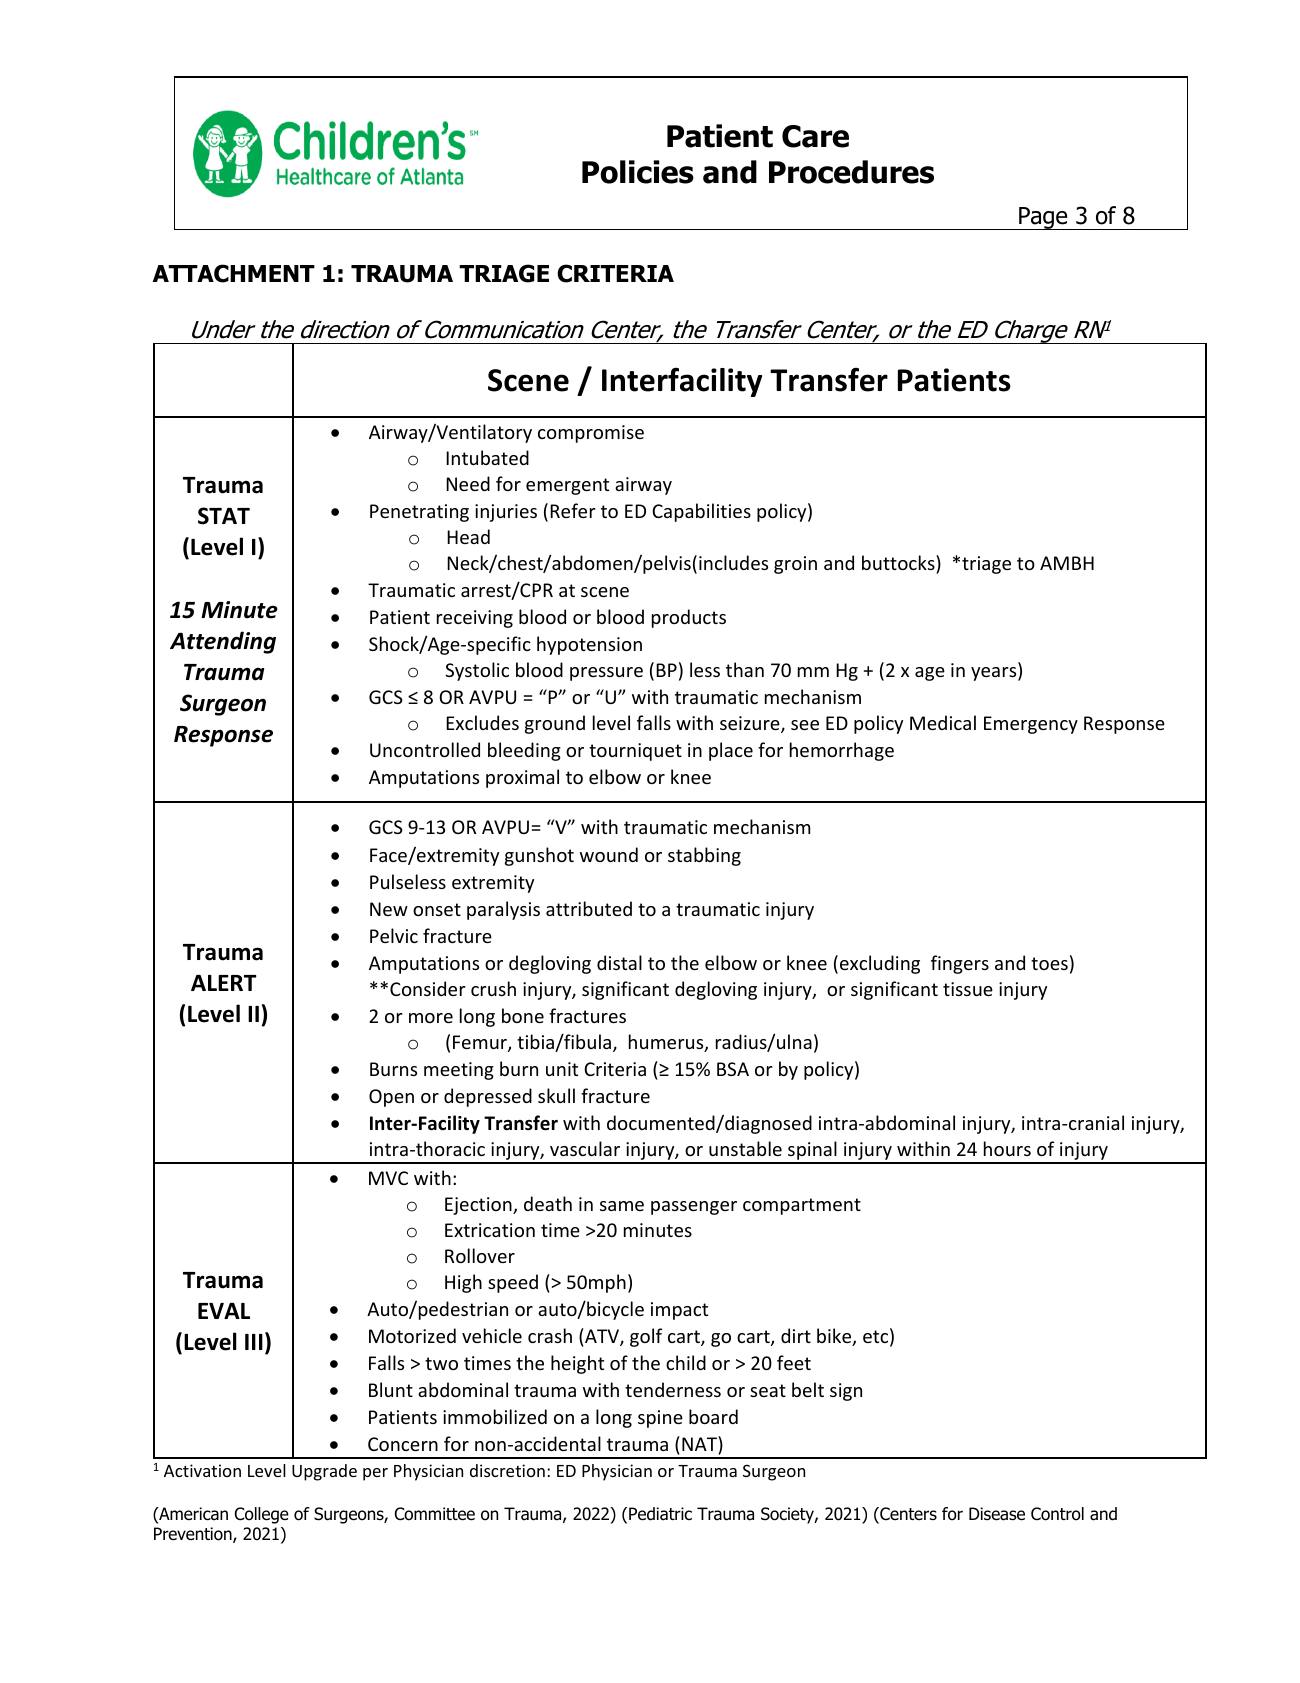 Children's SM
Healthcare of Atlanta
Patient Care
Policies and Procedures
Page 3 of 8
ATTACHMENT 1: TRAUMA TRIAGE CRITERIA
Under the direction of Communication Center, the Transfer Center, or the ED Charge RN¹
Scene / Interfacility Transfer Patients
Trauma
STAT
(Level I)
15 Minute
Attending
Trauma
Surgeon
Response
• Airway/Ventilatory compromise
o Intubated
o Need for emergent airway
• Penetrating injuries (Refer to ED Capabilities policy)
o Head
o Neck/chest/abdomen/pelvis(includes groin and buttocks) *triage to AMBH
• Traumatic arrest/CPR at scene
• Patient receiving blood or blood products
• Shock/Age-specific hypotension
o Systolic blood pressure (BP) less than 70 mm Hg + (2 x age in years)
• GCS ≤ 8 OR AVPU = “P” or “U” with traumatic mechanism
o Excludes ground level falls with seizure, see ED policy Medical Emergency Response
• Uncontrolled bleeding or tourniquet in place for hemorrhage
• Amputations proximal to elbow or knee
Trauma
ALERT
(Level II)
• GCS 9-13 OR AVPU= “V” with traumatic mechanism
• Face/extremity gunshot wound or stabbing
• Pulseless extremity
• New onset paralysis attributed to a traumatic injury
• Pelvic fracture
• Amputations or degloving distal to the elbow or knee (excluding fingers and toes)
**Consider crush injury, significant degloving injury, or significant tissue injury
• 2 or more long bone fractures
o (Femur, tibia/fibula, humerus, radius/ulna)
• Burns meeting burn unit Criteria (≥ 15% BSA or by policy)
• Open or depressed skull fracture
• Inter-Facility Transfer with documented/diagnosed intra-abdominal injury, intra-cranial injury,
intra-thoracic injury, vascular injury, or unstable spinal injury within 24 hours of injury
Trauma
EVAL
(Level III)
• MVC with:
o Ejection, death in same passenger compartment
o Extrication time >20 minutes
o Rollover
o High speed (> 50mph)
• Auto/pedestrian or auto/bicycle impact
• Motorized vehicle crash (ATV, golf cart, go cart, dirt bike, etc)
• Falls > two times the height of the child or > 20 feet
• Blunt abdominal trauma with tenderness or seat belt sign
• Patients immobilized on a long spine board
• Concern for non-accidental trauma (NAT)
¹ Activation Level Upgrade per Physician discretion: ED Physician or Trauma Surgeon
(American College of Surgeons, Committee on Trauma, 2022) (Pediatric Trauma Society, 2021) (Centers for Disease Control and
Prevention, 2021)